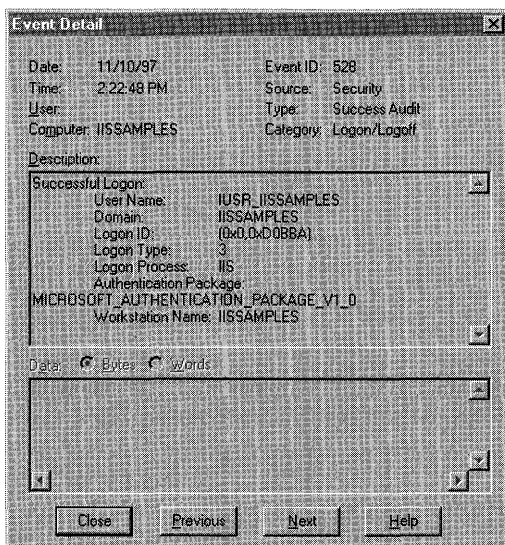 Event Detail
Date: 11/10/97 Event ID: 528
Time: 2:22:48 PM Source: Security
User: Type: Success Audit
Computer: IISSAMPLES Category: Logon/Logoff
Description:
Successful Logon:
User Name: IUSR_IISSAMPLES
Domain: IISSAMPLES
Logon ID: (0x0,0xD0BBA)
Logon Type: 3
Logon Process: IIS
Authentication Package:
MICROSOFT_AUTHENTICATION_PACKAGE_V1_0
Workstation Name: IISSAMPLES
Data: Bytes Words
Close Previous Next Help